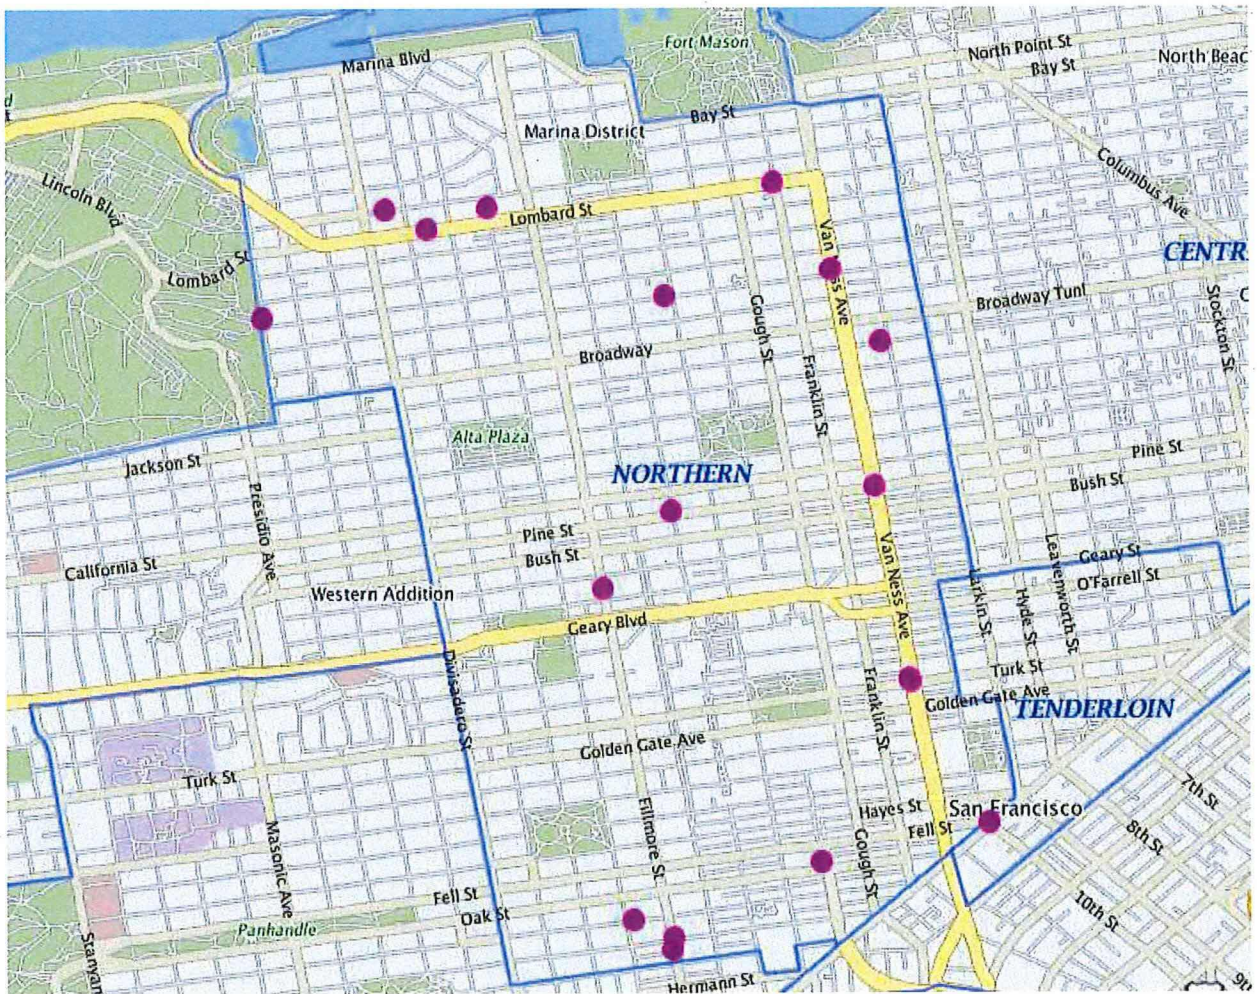 Fort Mason
North Point St
Bay St
North Beac
Marina Blvd
Bay St
Marina District
Columbus Ave
Lincoln Blvd
Lombard St
Lombard St
CENTR
Van Ness Ave
Broadway Tunl
Stockton St
Gough St
Broadway
Franklin St
Alta Plaza
NORTHERN
Jackson St
Pine St
Bush St
Presidio Ave
Pine St
Bush St
California St
Van Ness Ave
Leavenworth St
Geary St
O'Farrell St
Western Addition
Larkin St
Hyde St
Geary Blvd
Divisadero St
Franklin St
Turk St
Golden Gate Ave
TENDERLOIN
Golden Gate Ave
Turk St
7th St
Fillmore St
Hayes St
San Francisco
Fell St
8th St
Masonic Ave
Gough St
Fell St
Oak St
10th St
Panhandle
Stanyan
Hermann St